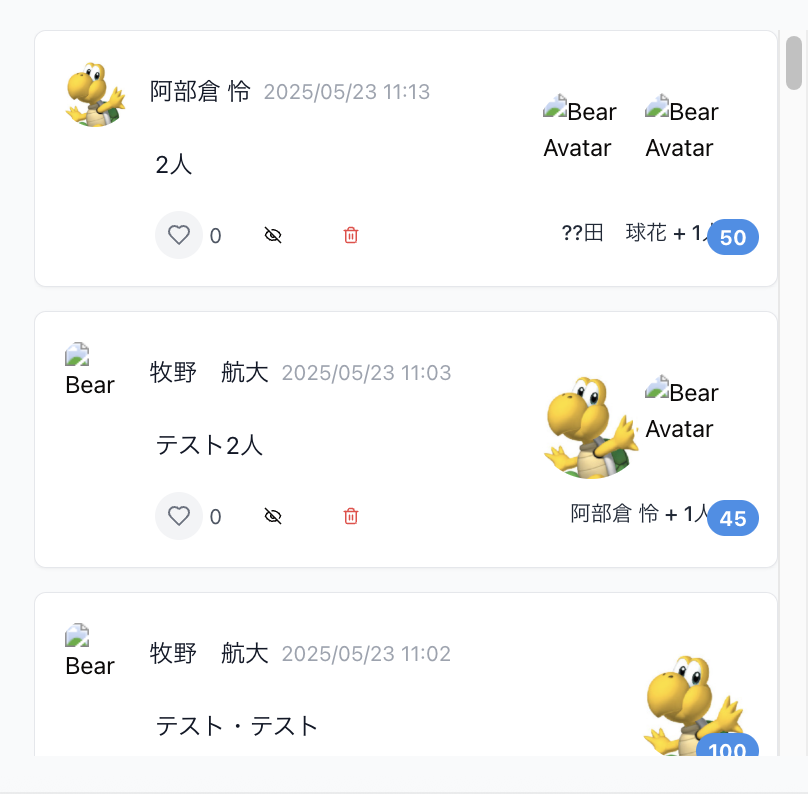 阿部倉 怜 2025/05/23 11:13
Bear Avatar
Bear Avatar
2人
0
??田　球花 + 1人
50
Bear
牧野　航大 2025/05/23 11:03
Bear Avatar
テスト2人
0
阿部倉 怜 + 1人
45
Bear
牧野　航大 2025/05/23 11:02
テスト・テスト
100